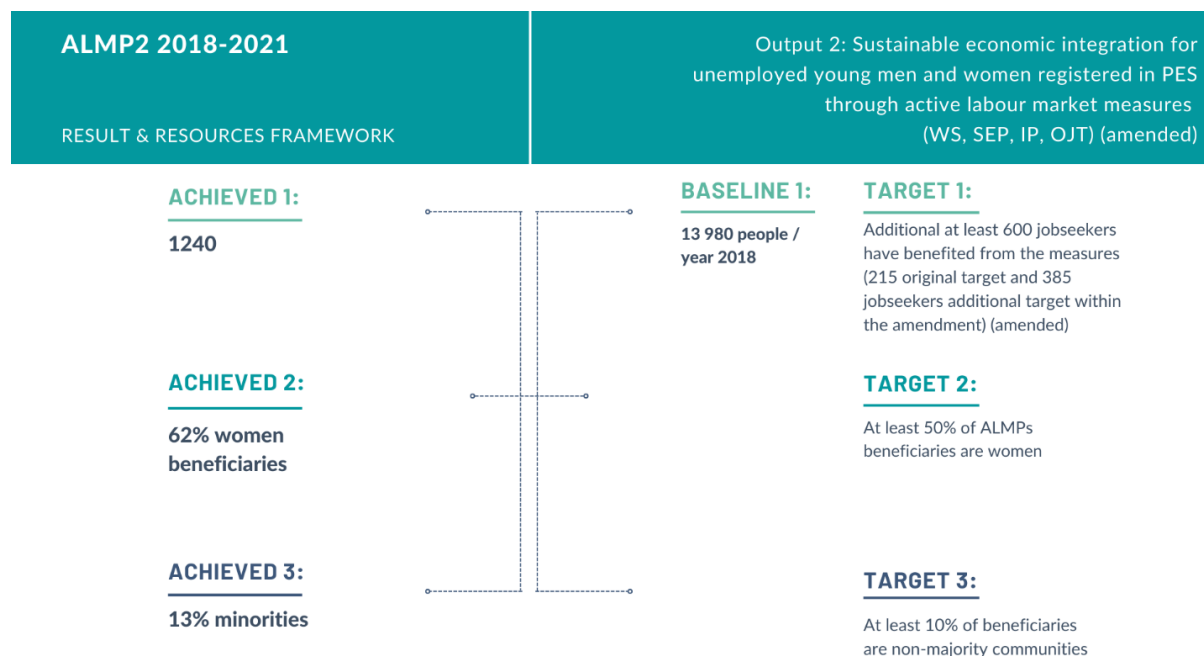 ALMP2 2018-2021
RESULT & RESOURCES FRAMEWORK
Output 2: Sustainable economic integration for
unemployed young men and women registered in PES
through active labour market measures
(WS, SEP, IP, OJT) (amended)
ACHIEVED 1:
1240
BASELINE 1:
13 980 people /
year 2018
TARGET 1:
Additional at least 600 jobseekers
have benefited from the measures
(215 original target and 385
jobseekers additional target within
the amendment) (amended)
ACHIEVED 2:
62% women
beneficiaries
TARGET 2:
At least 50% of ALMPs
beneficiaries are women
ACHIEVED 3:
13% minorities
TARGET 3:
At least 10% of beneficiaries
are non-majority communities